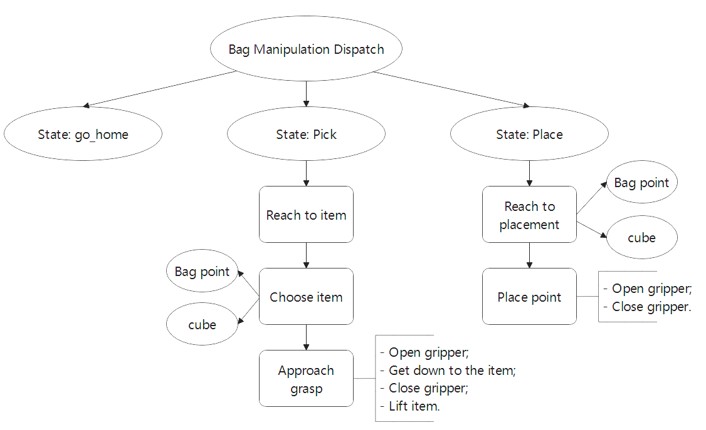 Bag Manipulation Dispatch
State: go_home
State: Pick
State: Place
Reach to item
Reach to
placement
Bag point
cube
Bag point
cube
Choose item
Place point
- Open gripper;
- Close gripper.
Approach
grasp
- Open gripper;
- Get down to the item;
- Close gripper;
- Lift item.